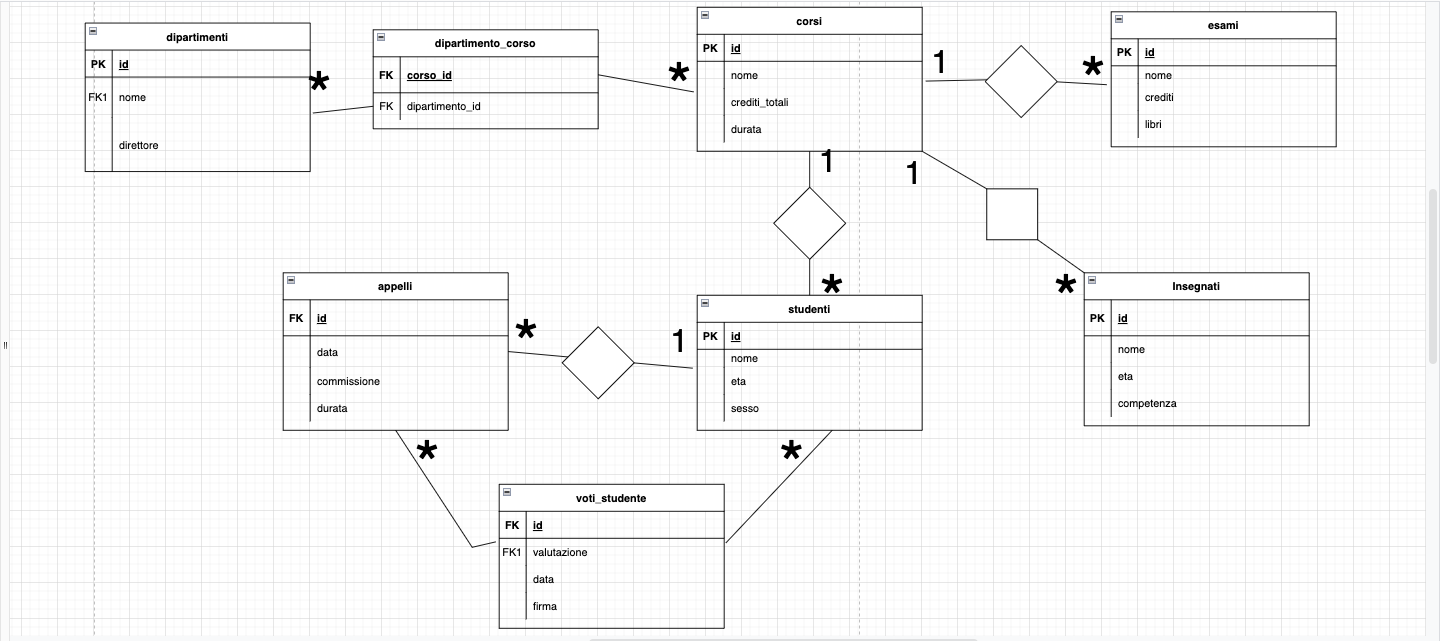 dipartimenti
PK id
FK1 nome
direttore
dipartimento_corso
FK corso_id
FK dipartimento_id
corsi
PK id
nome
crediti_totali
durata
esami
PK id
nome
crediti
libri
*
*
1
*
1
1
*
*
appelli
FK id
data
commissione
durata
*
1
studenti
PK id
nome
eta
sesso
Insegnati
PK id
nome
eta
competenza
*
*
voti_studente
FK id
FK1 valutazione
data
firma